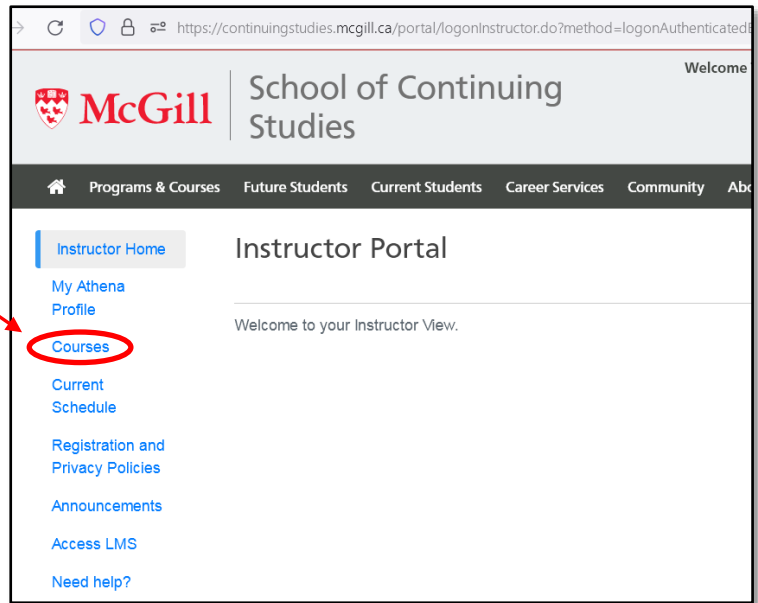 https://continuingstudies.mcgill.ca/portal/logonInstructor.do?method=logonAuthenticated
Welcome
McGill
School of Continuing
Studies
Programs & Courses Future Students Current Students Career Services Community
Instructor Home
Instructor Portal
My Athena
Profile
Welcome to your Instructor View.
Courses
Current
Schedule
Registration and
Privacy Policies
Announcements
Access LMS
Need help?